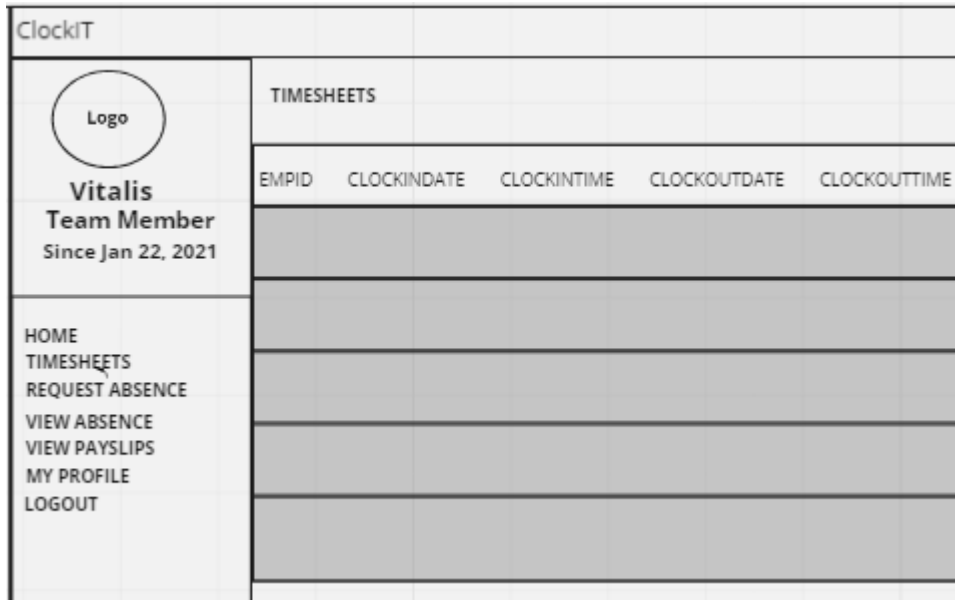 ClockIT
Logo
Vitalis
Team Member
Since Jan 22, 2021
HOME
TIMESHEETS
REQUEST ABSENCE
VIEW ABSENCE
VIEW PAYSLIPS
MY PROFILE
LOGOUT
TIMESHEETS
EMPID CLOCKINDATE CLOCKINTIME CLOCKOUTDATE CLOCKOUTTIME